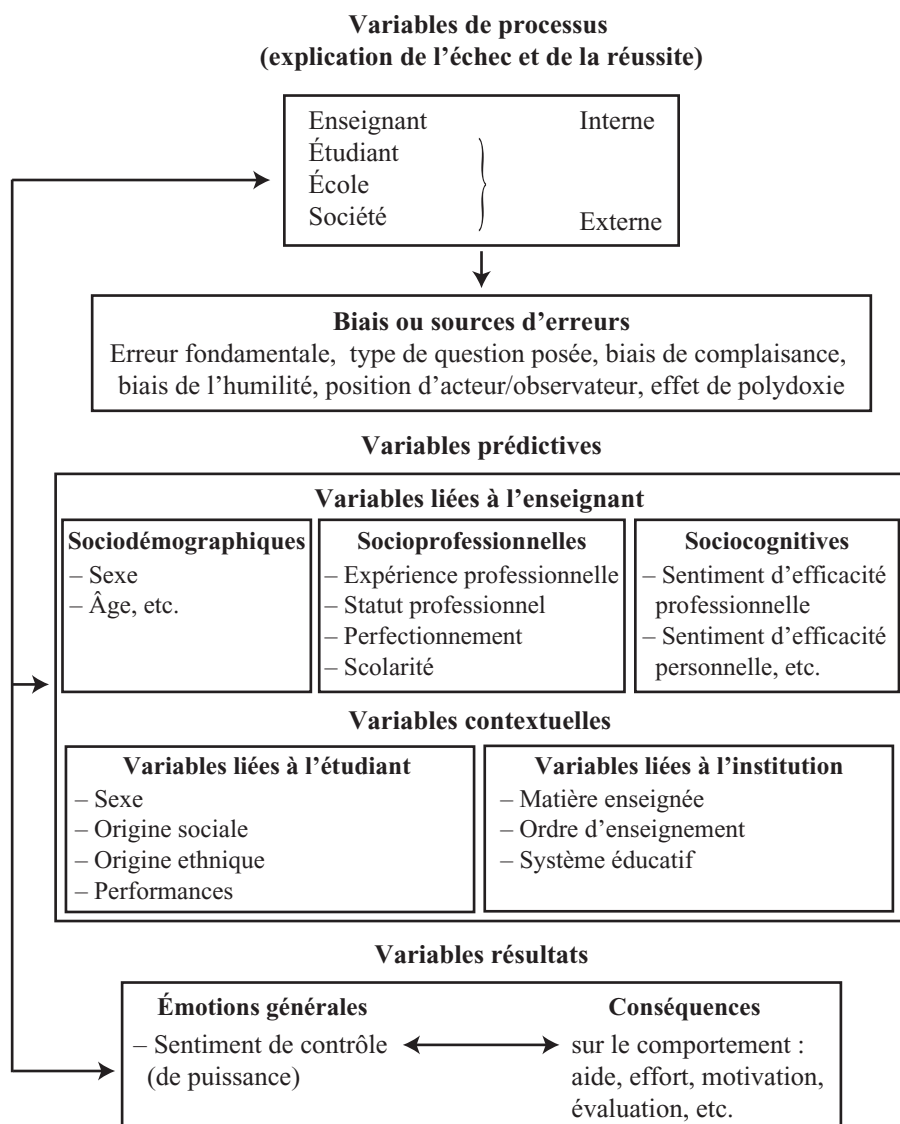 Variables de processus
(explication de l’échec et de la réussite)
Enseignant Interne
Étudiant
École
Société Externe
Biais ou sources d’erreurs
Erreur fondamentale, type de question posée, biais de complaisance,
biais de l’humilité, position d’acteur/observateur, effet de polydoxie
Variables prédictives
Variables liées à l’enseignant
Sociodémographiques
– Sexe
– Âge, etc.
Socioprofessionnelles
– Expérience professionnelle
– Statut professionnel
– Perfectionnement
– Scolarité
Sociocognitives
– Sentiment d’efficacité
professionnelle
– Sentiment d’efficacité
personnelle, etc.
Variables contextuelles
Variables liées à l’étudiant
– Sexe
– Origine sociale
– Origine ethnique
– Performances
Variables liées à l’institution
– Matière enseignée
– Ordre d’enseignement
– Système éducatif
Variables résultats
Émotions générales
– Sentiment de contrôle
(de puissance)
Conséquences
sur le comportement :
aide, effort, motivation,
évaluation, etc.